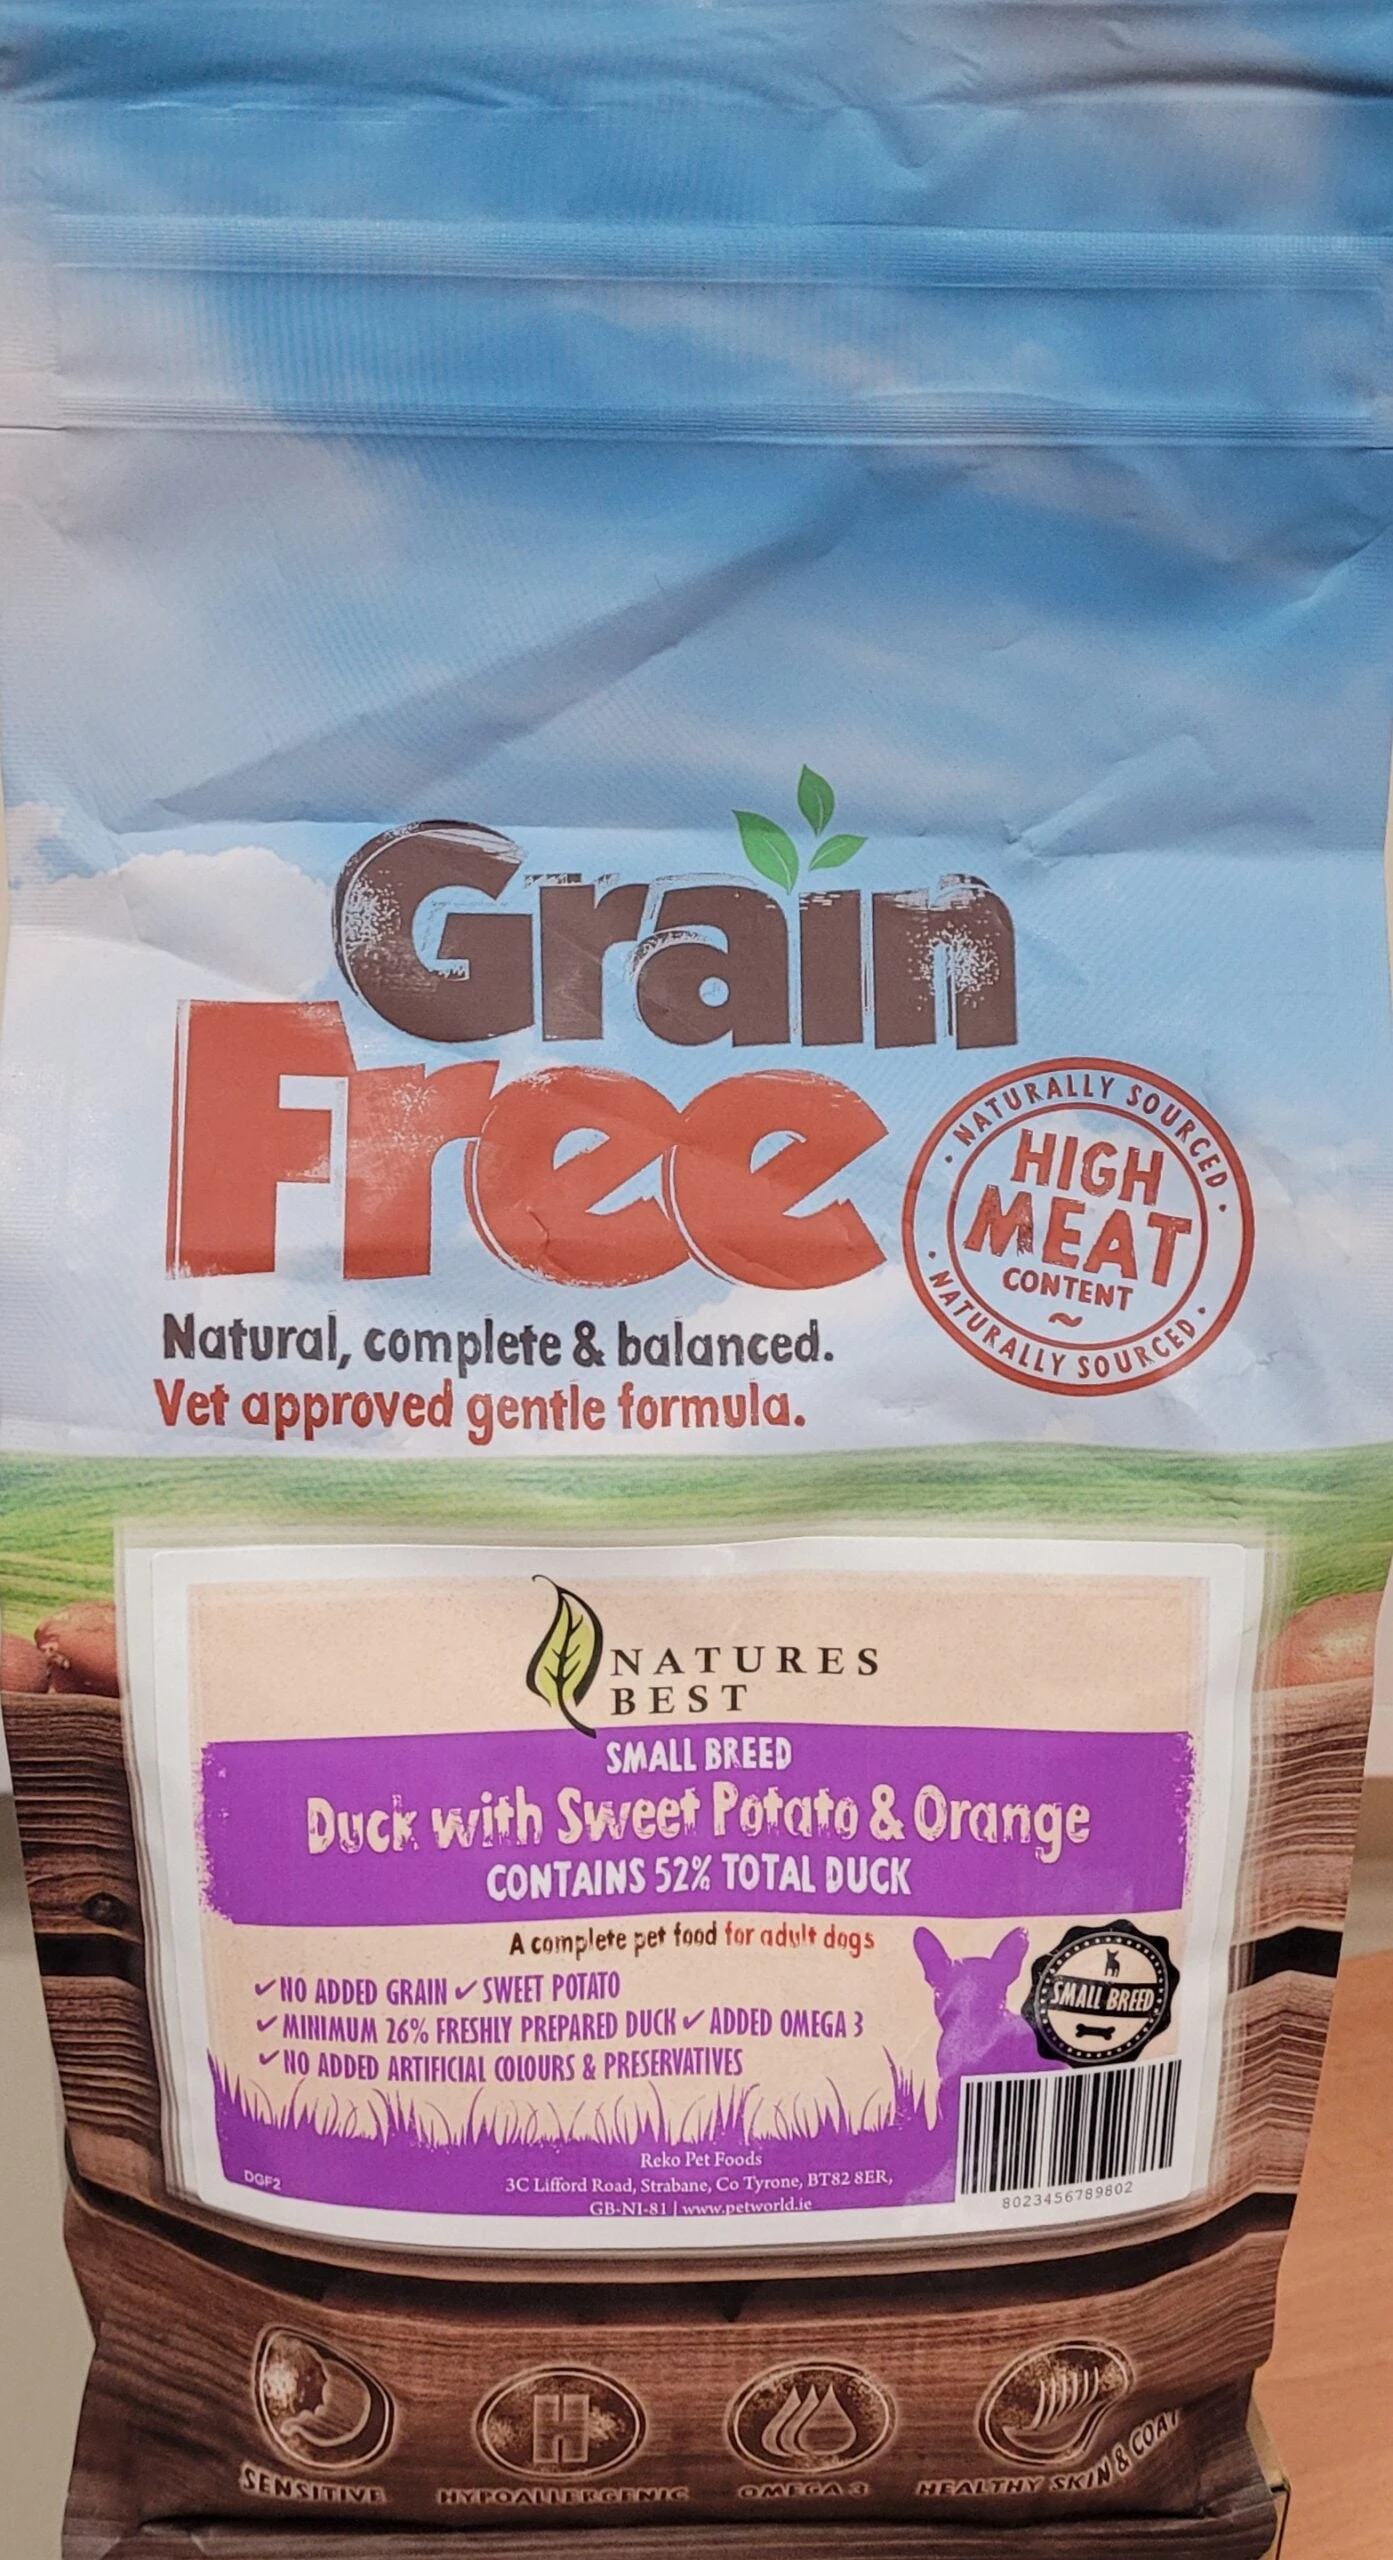 Grain
Free
NATURALLY SOURCED
HIGH
MEAT
CONTENT
~
NATURALLY SOURCED
Natural, complete & balanced.
Vet approved gentle formula.
NATURES
BEST
SMALL BREED
Duck with Sweet Potato & Orange
CONTAINS 52% TOTAL DUCK
A complete pet food for adult dogs
✓NO ADDED GRAIN ✓ SWEET POTATO
✓MINIMUM 26% FRESHLY PREPARED DUCK ✓ ADDED OMEGA 3
✓NO ADDED ARTIFICIAL COLOURS & PRESERVATIVES
SMALL BREED
Reko Pet Foods
3C Lifford Road, Strabane, Co Tyrone, BT82 8ER,
GB-NI-81 | www.petworld.ie
DGF2
8023456789802
H
SENSITIVE
HYPOALLERGENIC
OMEGA 3
HEALTHY SKIN & COAT